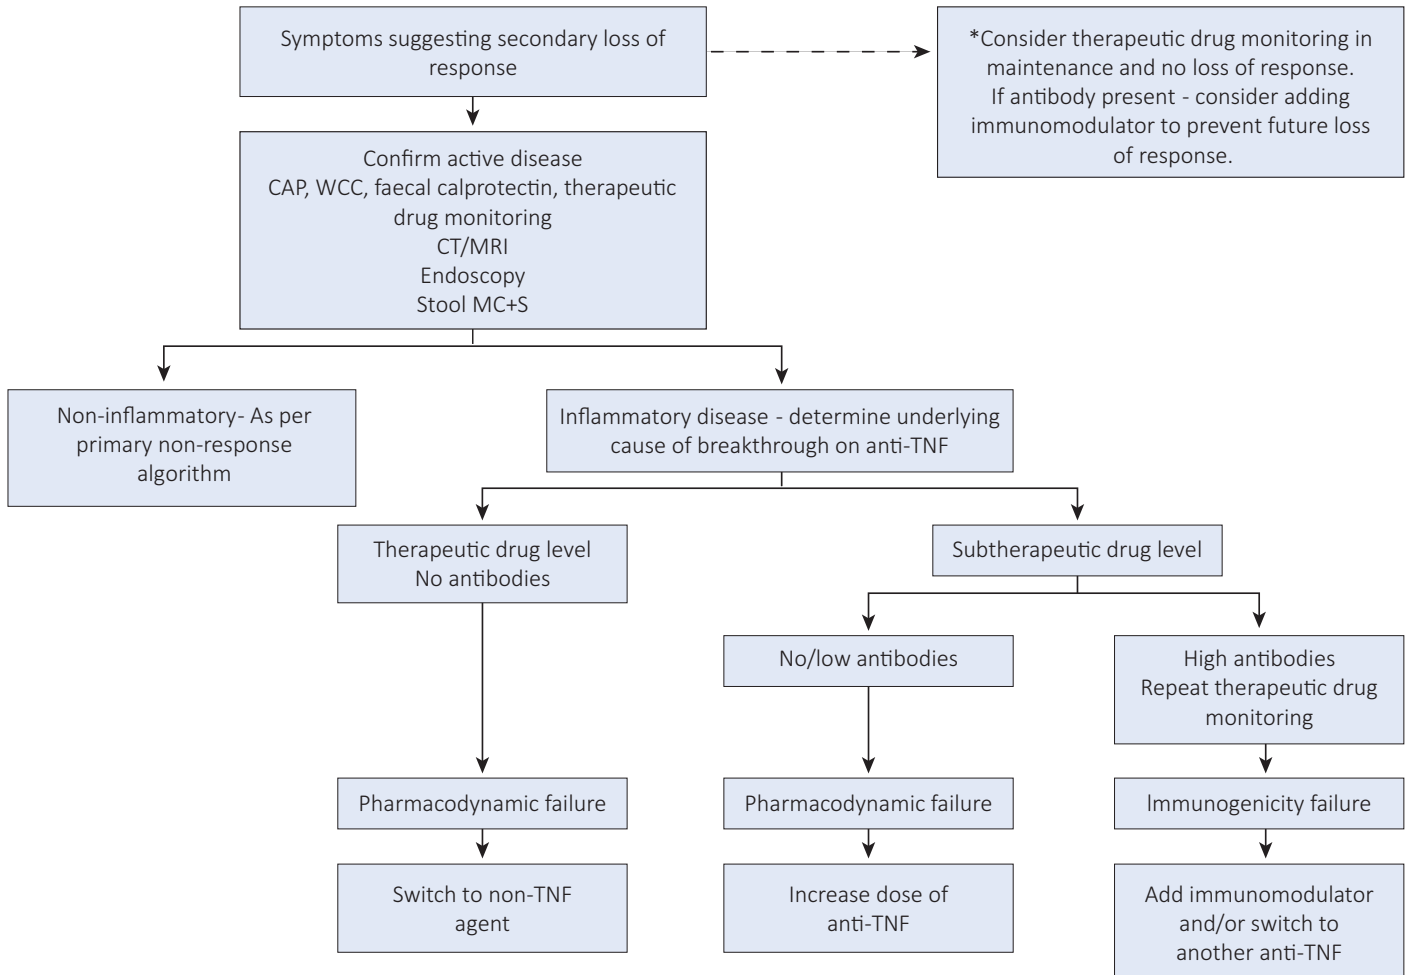 Symptoms suggesting secondary loss of
response
*Consider therapeutic drug monitoring in
maintenance and no loss of response.
If antibody present - consider adding
immunomodulator to prevent future loss
of response.
Confirm active disease
CAP, WCC, faecal calprotectin, therapeutic
drug monitoring
CT/MRI
Endoscopy
Stool MC+S
Non-inflammatory- As per
primary non-response
algorithm
Inflammatory disease - determine underlying
cause of breakthrough on anti-TNF
Therapeutic drug level
No antibodies
Subtherapeutic drug level
No/low antibodies
High antibodies
Repeat therapeutic drug
monitoring
Pharmacodynamic failure
Pharmacodynamic failure
Immunogenicity failure
Switch to non-TNF
agent
Increase dose of
anti-TNF
Add immunomodulator
and/or switch to
another anti-TNF